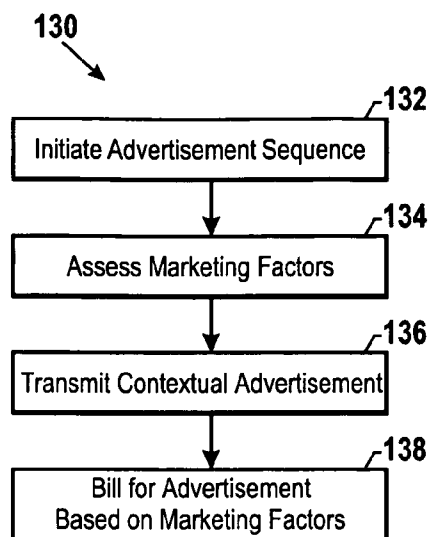 130
132
Initiate Advertisement Sequence
134
Assess Marketing Factors
136
Transmit Contextual Advertisement
138
Bill for Advertisement
Based on Marketing Factors